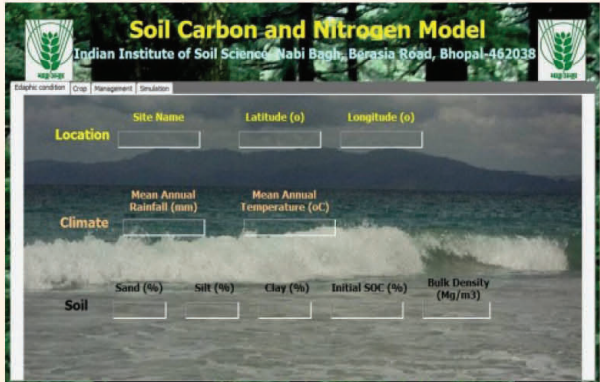 Soil Carbon and Nitrogen Model
Indian Institute of Soil Science, Nabi Bagh, Berasia Road, Bhopal-462038
Edaphic condition Crop Management Simulation
Site Name Latitude (o) Longitude (o)
Location
Mean Annual Rainfall (mm) Mean Annual Temperature (oC)
Climate
Sand (%) Silt (%) Clay (%) Initial SOC (%) Bulk Density (Mg/m3)
Soil